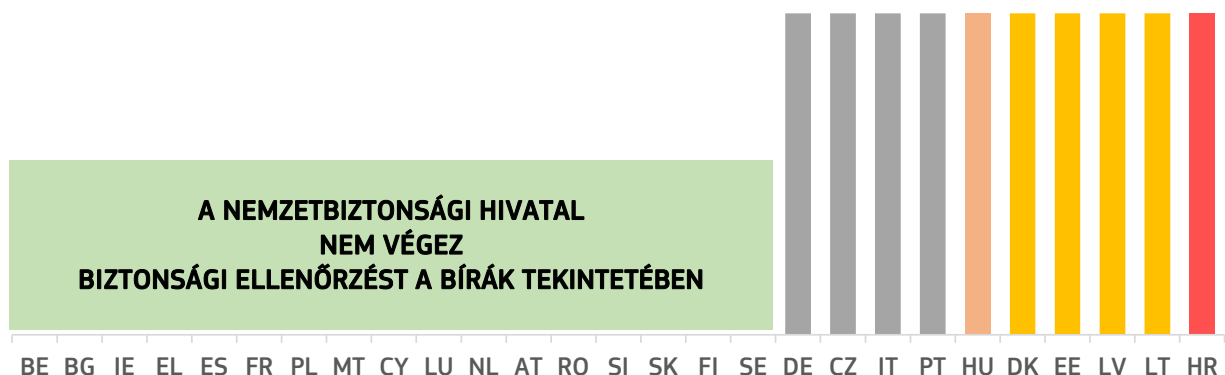 A NEMZETBIZTONSÁGI HIVATAL
NEM VÉGEZ
BIZTONSÁGI ELLENŐRZÉST A BÍRÁK TEKINTETÉBEN
BE BG IE EL ES FR PL MT CY LU NL AT RO SI SK FI SE DE CZ IT PT HU DK EE LV LT HR